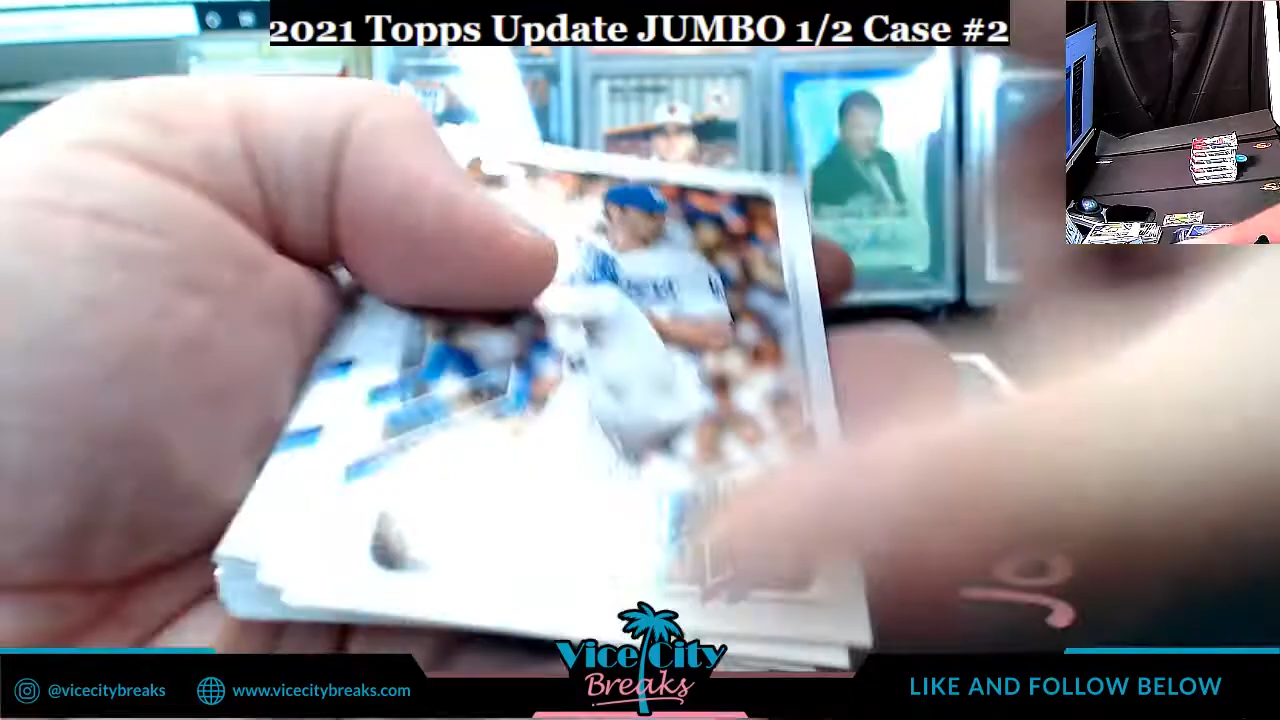 2021 Topps Update JUMBO 1/2 Case #2
Vice City
Breaks
@vicecitybreaks
www.vicecitybreaks.com
LIKE AND FOLLOW BELOW